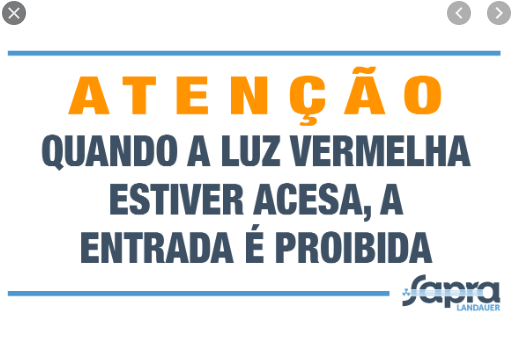 ATENÇÃO
QUANDO A LUZ VERMELHA
ESTIVER ACESA, A
ENTRADA É PROIBIDA
Sapra
LANDAUER